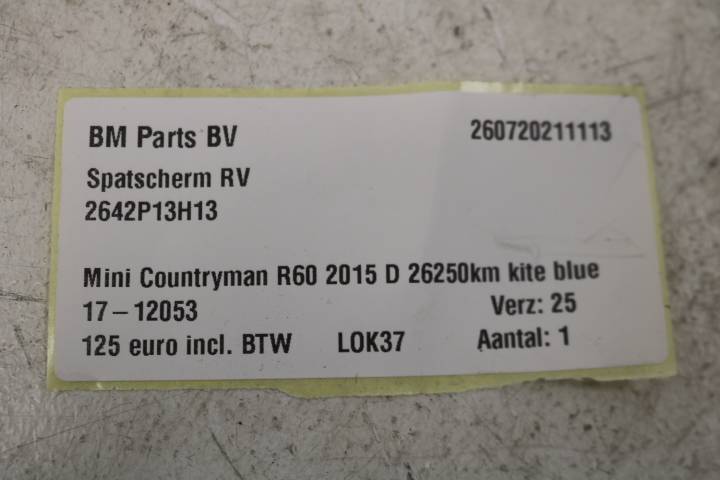 BM Parts BV 260720211113
Spatscherm RV
2642P13H13
Mini Countryman R60 2015 D 26250km kite blue
17-12053 Verz: 25
125 euro incl. BTW LOK37 Aantal: 1